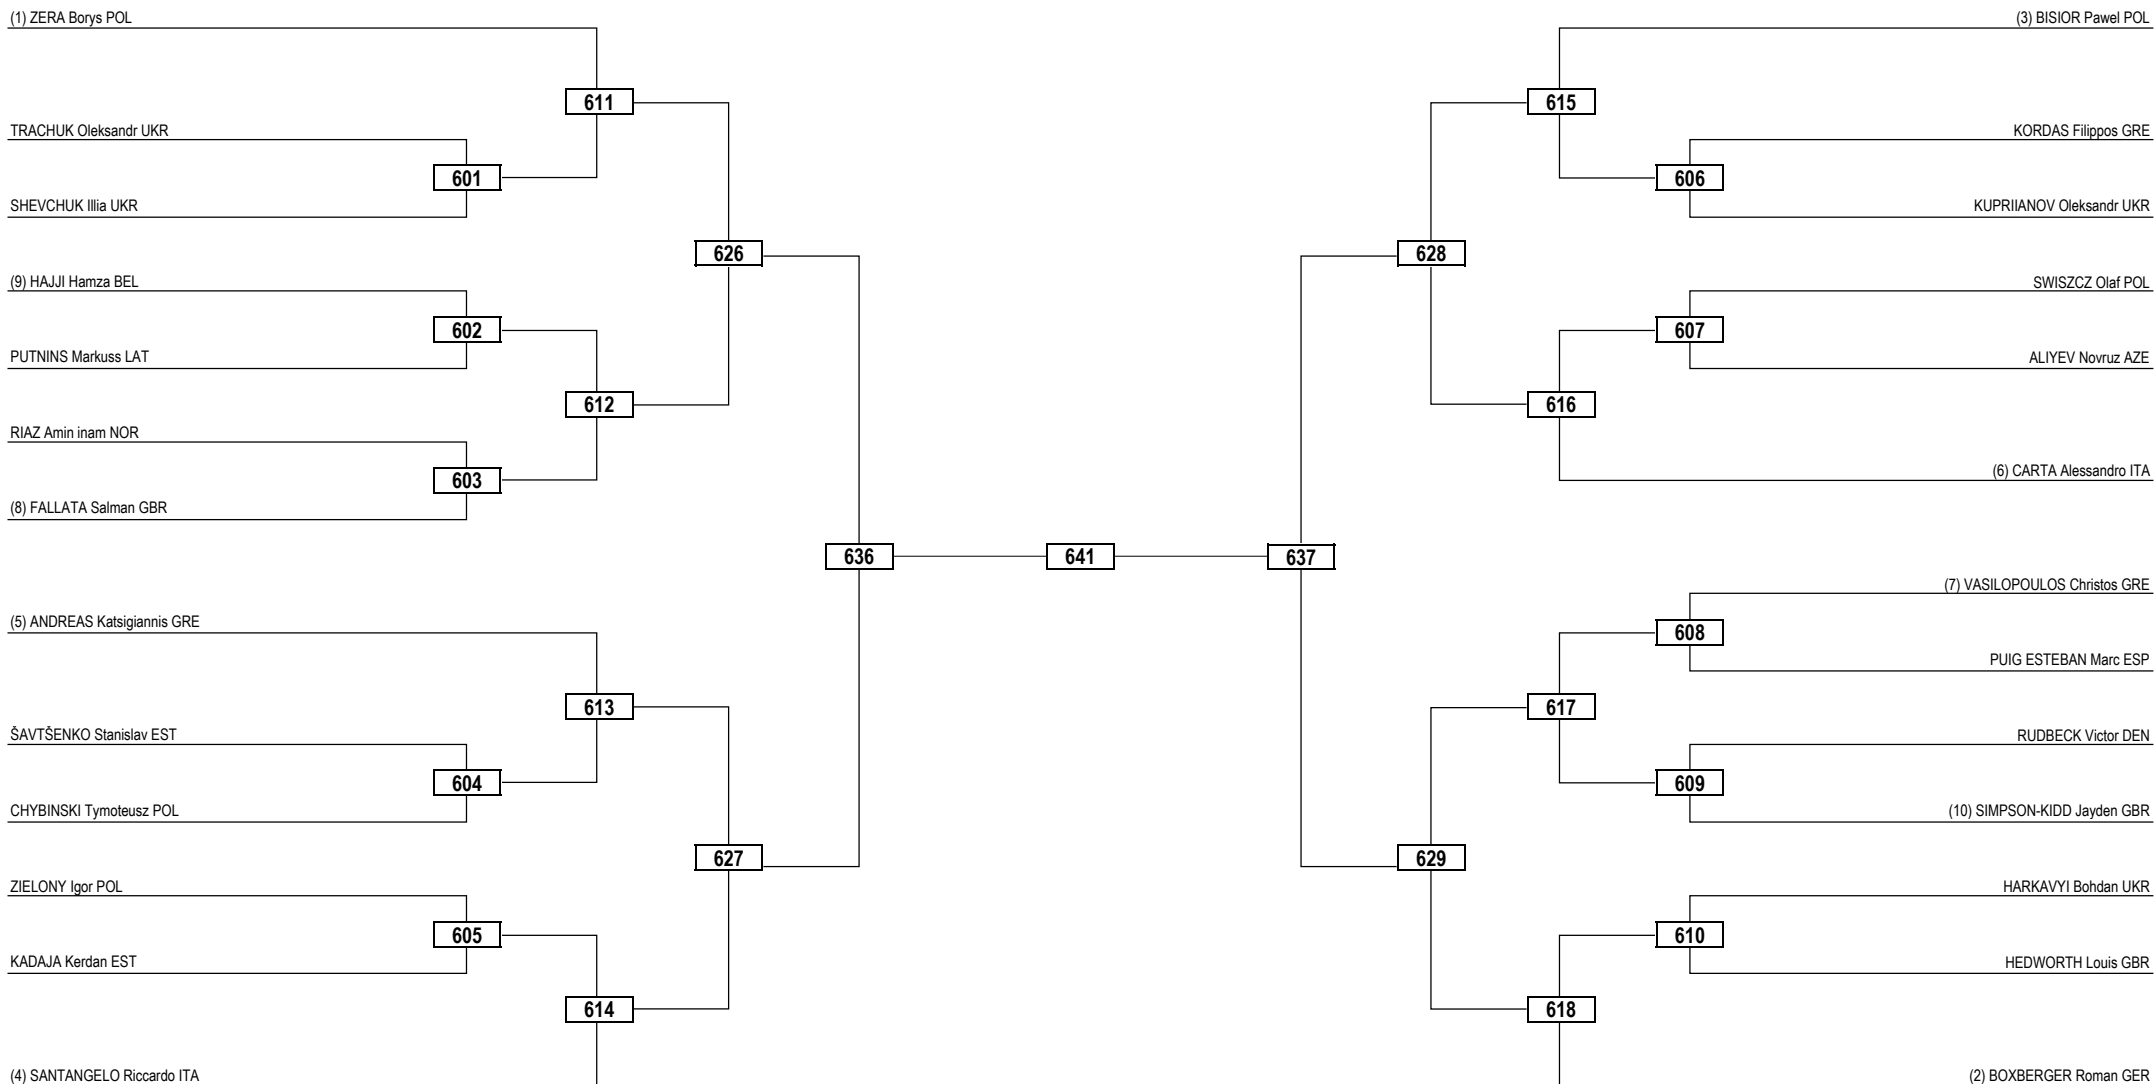 (1) ZERA Borys POL
(3) BISIOR Pawel POL
611
615
TRACHUK Oleksandr UKR
KORDAS Filippos GRE
601
606
SHEVCHUK Illia UKR
KUPRIIANOV Oleksandr UKR
626
628
(9) HAJJI Hamza BEL
SWISZCZ Olaf POL
602
607
PUTNINS Markuss LAT
ALIYEV Novruz AZE
612
616
RIAZ Amin inam NOR
603
(6) CARTA Alessandro ITA
(8) FALLATA Salman GBR
636
641
637
(7) VASILOPOULOS Christos GRE
(5) ANDREAS Katsigiannis GRE
608
PUIG ESTEBAN Marc ESP
613
617
ŠAVTŠENKO Stanislav EST
RUDBECK Victor DEN
604
609
CHYBINSKI Tymoteusz POL
(10) SIMPSON-KIDD Jayden GBR
627
629
ZIELONY Igor POL
HARKAVYI Bohdan UKR
605
610
KADAJA Kerdan EST
HEDWORTH Louis GBR
614
618
(4) SANTANGELO Riccardo ITA
(2) BOXBERGER Roman GER